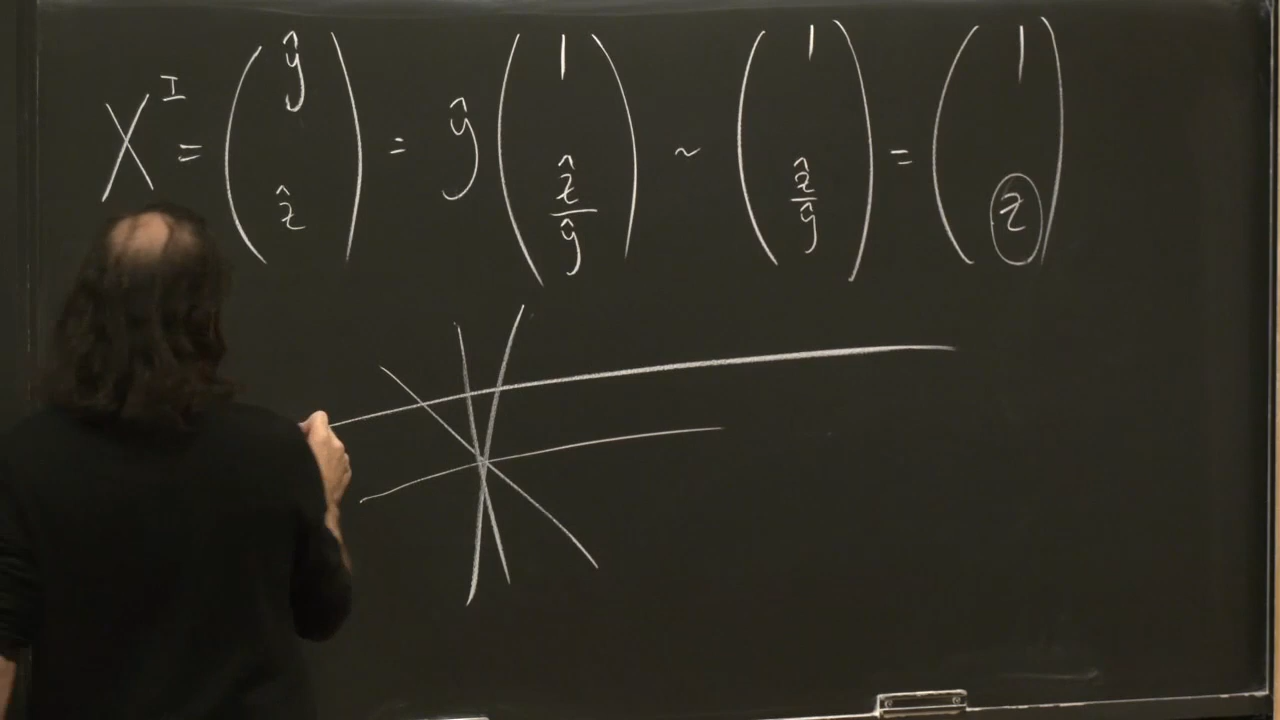 X^I = ( ŷ ẑ ) = ŷ ( 1 ẑ/ŷ ) ~ ( 1 ẑ/ŷ ) = ( 1 z )